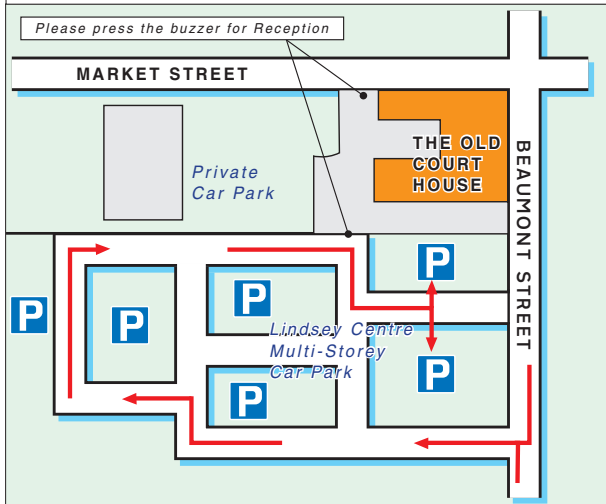 Please press the buzzer for Reception
MARKET STREET
THE OLD
COURT
HOUSE
BEAUMONT STREET
Private
Car Park
P
P
P
P
Lindsey Centre
Multi-Storey
Car Park
P
P